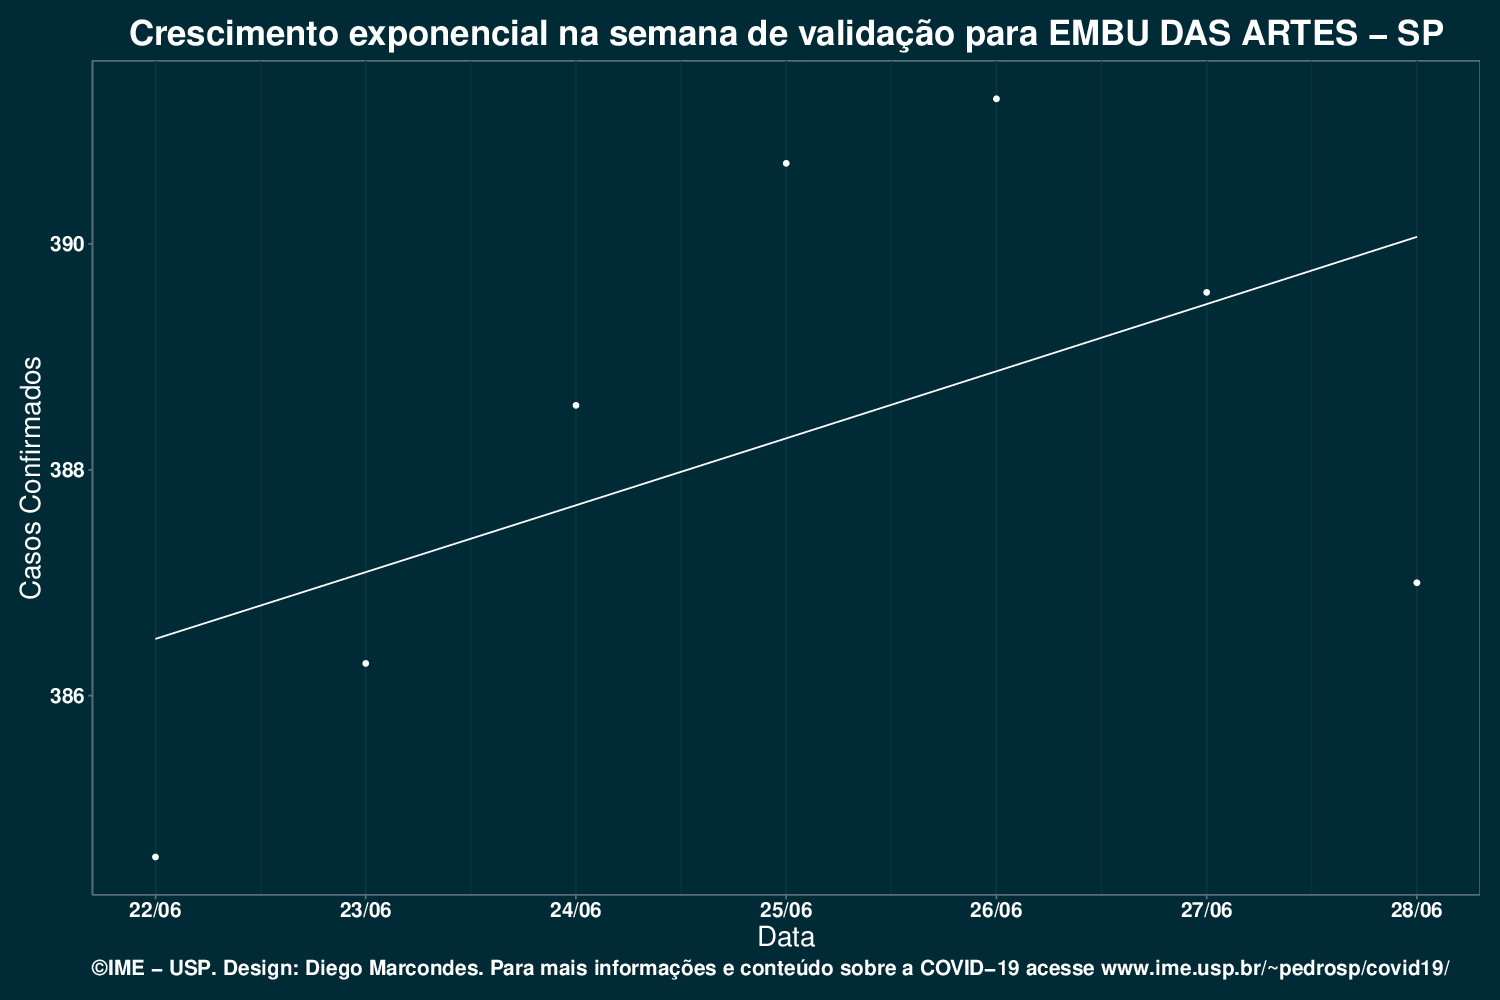 Crescimento exponencial na semana de validação para EMBU DAS ARTES – SP
Casos Confirmados
390
388
386
22/06 23/06 24/06 25/06 26/06 27/06 28/06
Data
©IME – USP. Design: Diego Marcondes. Para mais informações e conteúdo sobre a COVID–19 acesse www.ime.usp.br/~pedrosp/covid19/